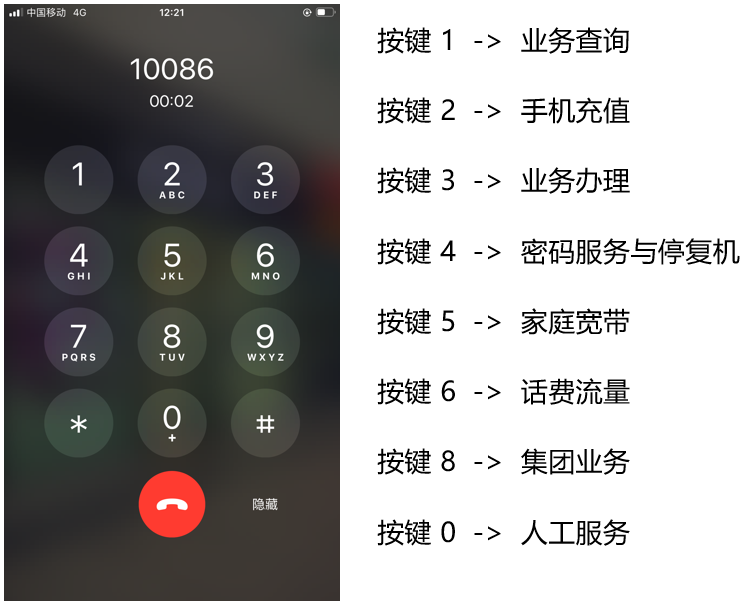 中国移动 4G 12:21
10086
00:02
1 2 3
ABC DEF
4 5 6
GHI JKL MNO
7 8 9
PQRS TUV WXYZ
* 0 #
+
隐藏
按键 1 -> 业务查询
按键 2 -> 手机充值
按键 3 -> 业务办理
按键 4 -> 密码服务与停复机
按键 5 -> 家庭宽带
按键 6 -> 话费流量
按键 8 -> 集团业务
按键 0 -> 人工服务